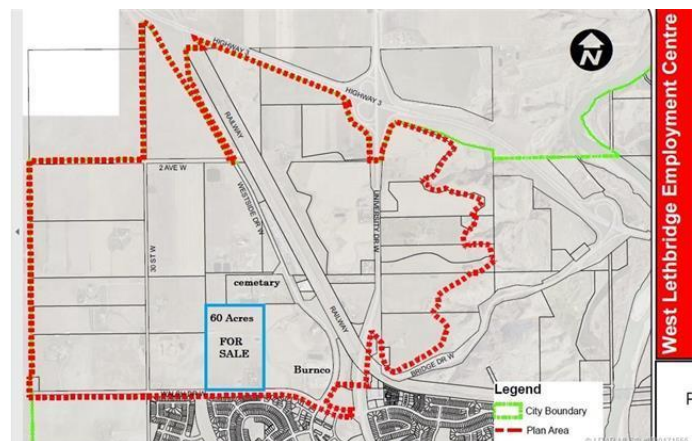 HIGHWAY 3
N
HIGHWAY 3
RAILWAY
2 AVE W
WESTSIDE DR W
UNIVERSITY DR W
30 ST W
cemetary
60 Acres
FOR
SALE
RAILWAY
Burnco
BRIDGE DR W
Legend
City Boundary
Plan Area
West Lethbridge Employment Centre